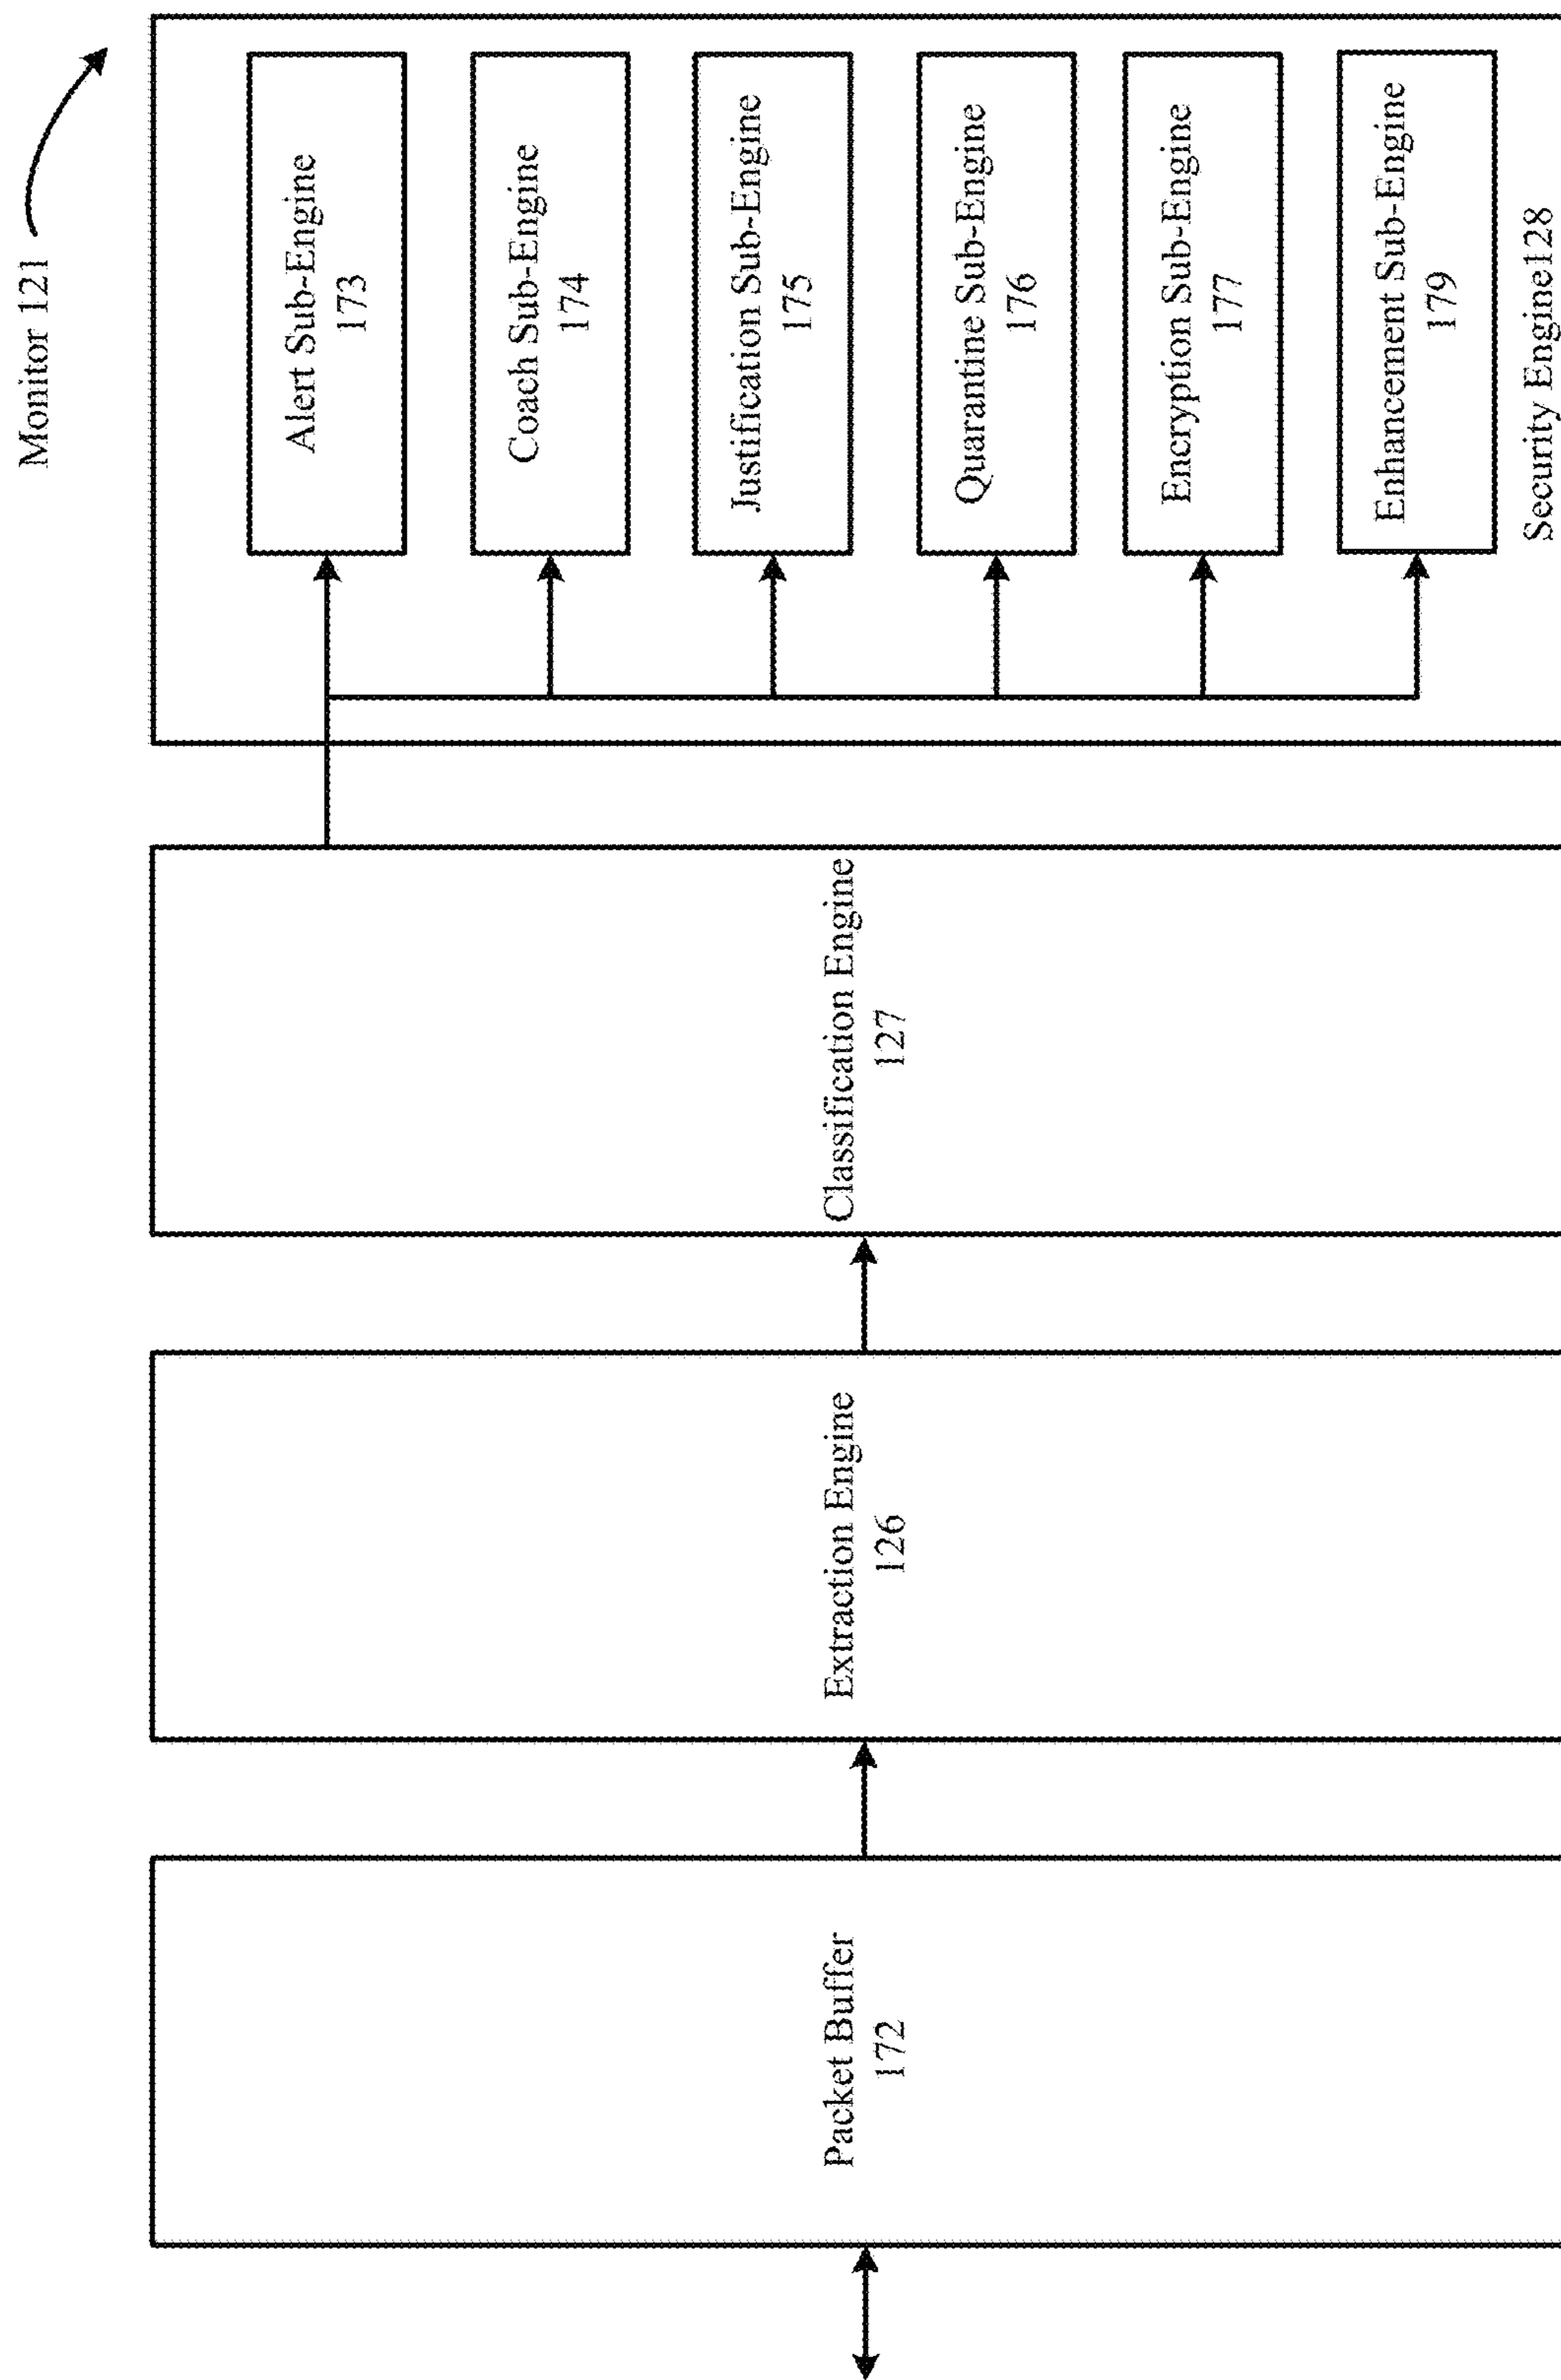 Monitor 121
Packet Buffer
172
Extraction Engine
126
Classification Engine
127
Alert Sub-Engine
173
Coach Sub-Engine
174
Justification Sub-Engine
175
Quarantine Sub-Engine
176
Encryption Sub-Engine
177
Enhancement Sub-Engine
179
Security Engine128